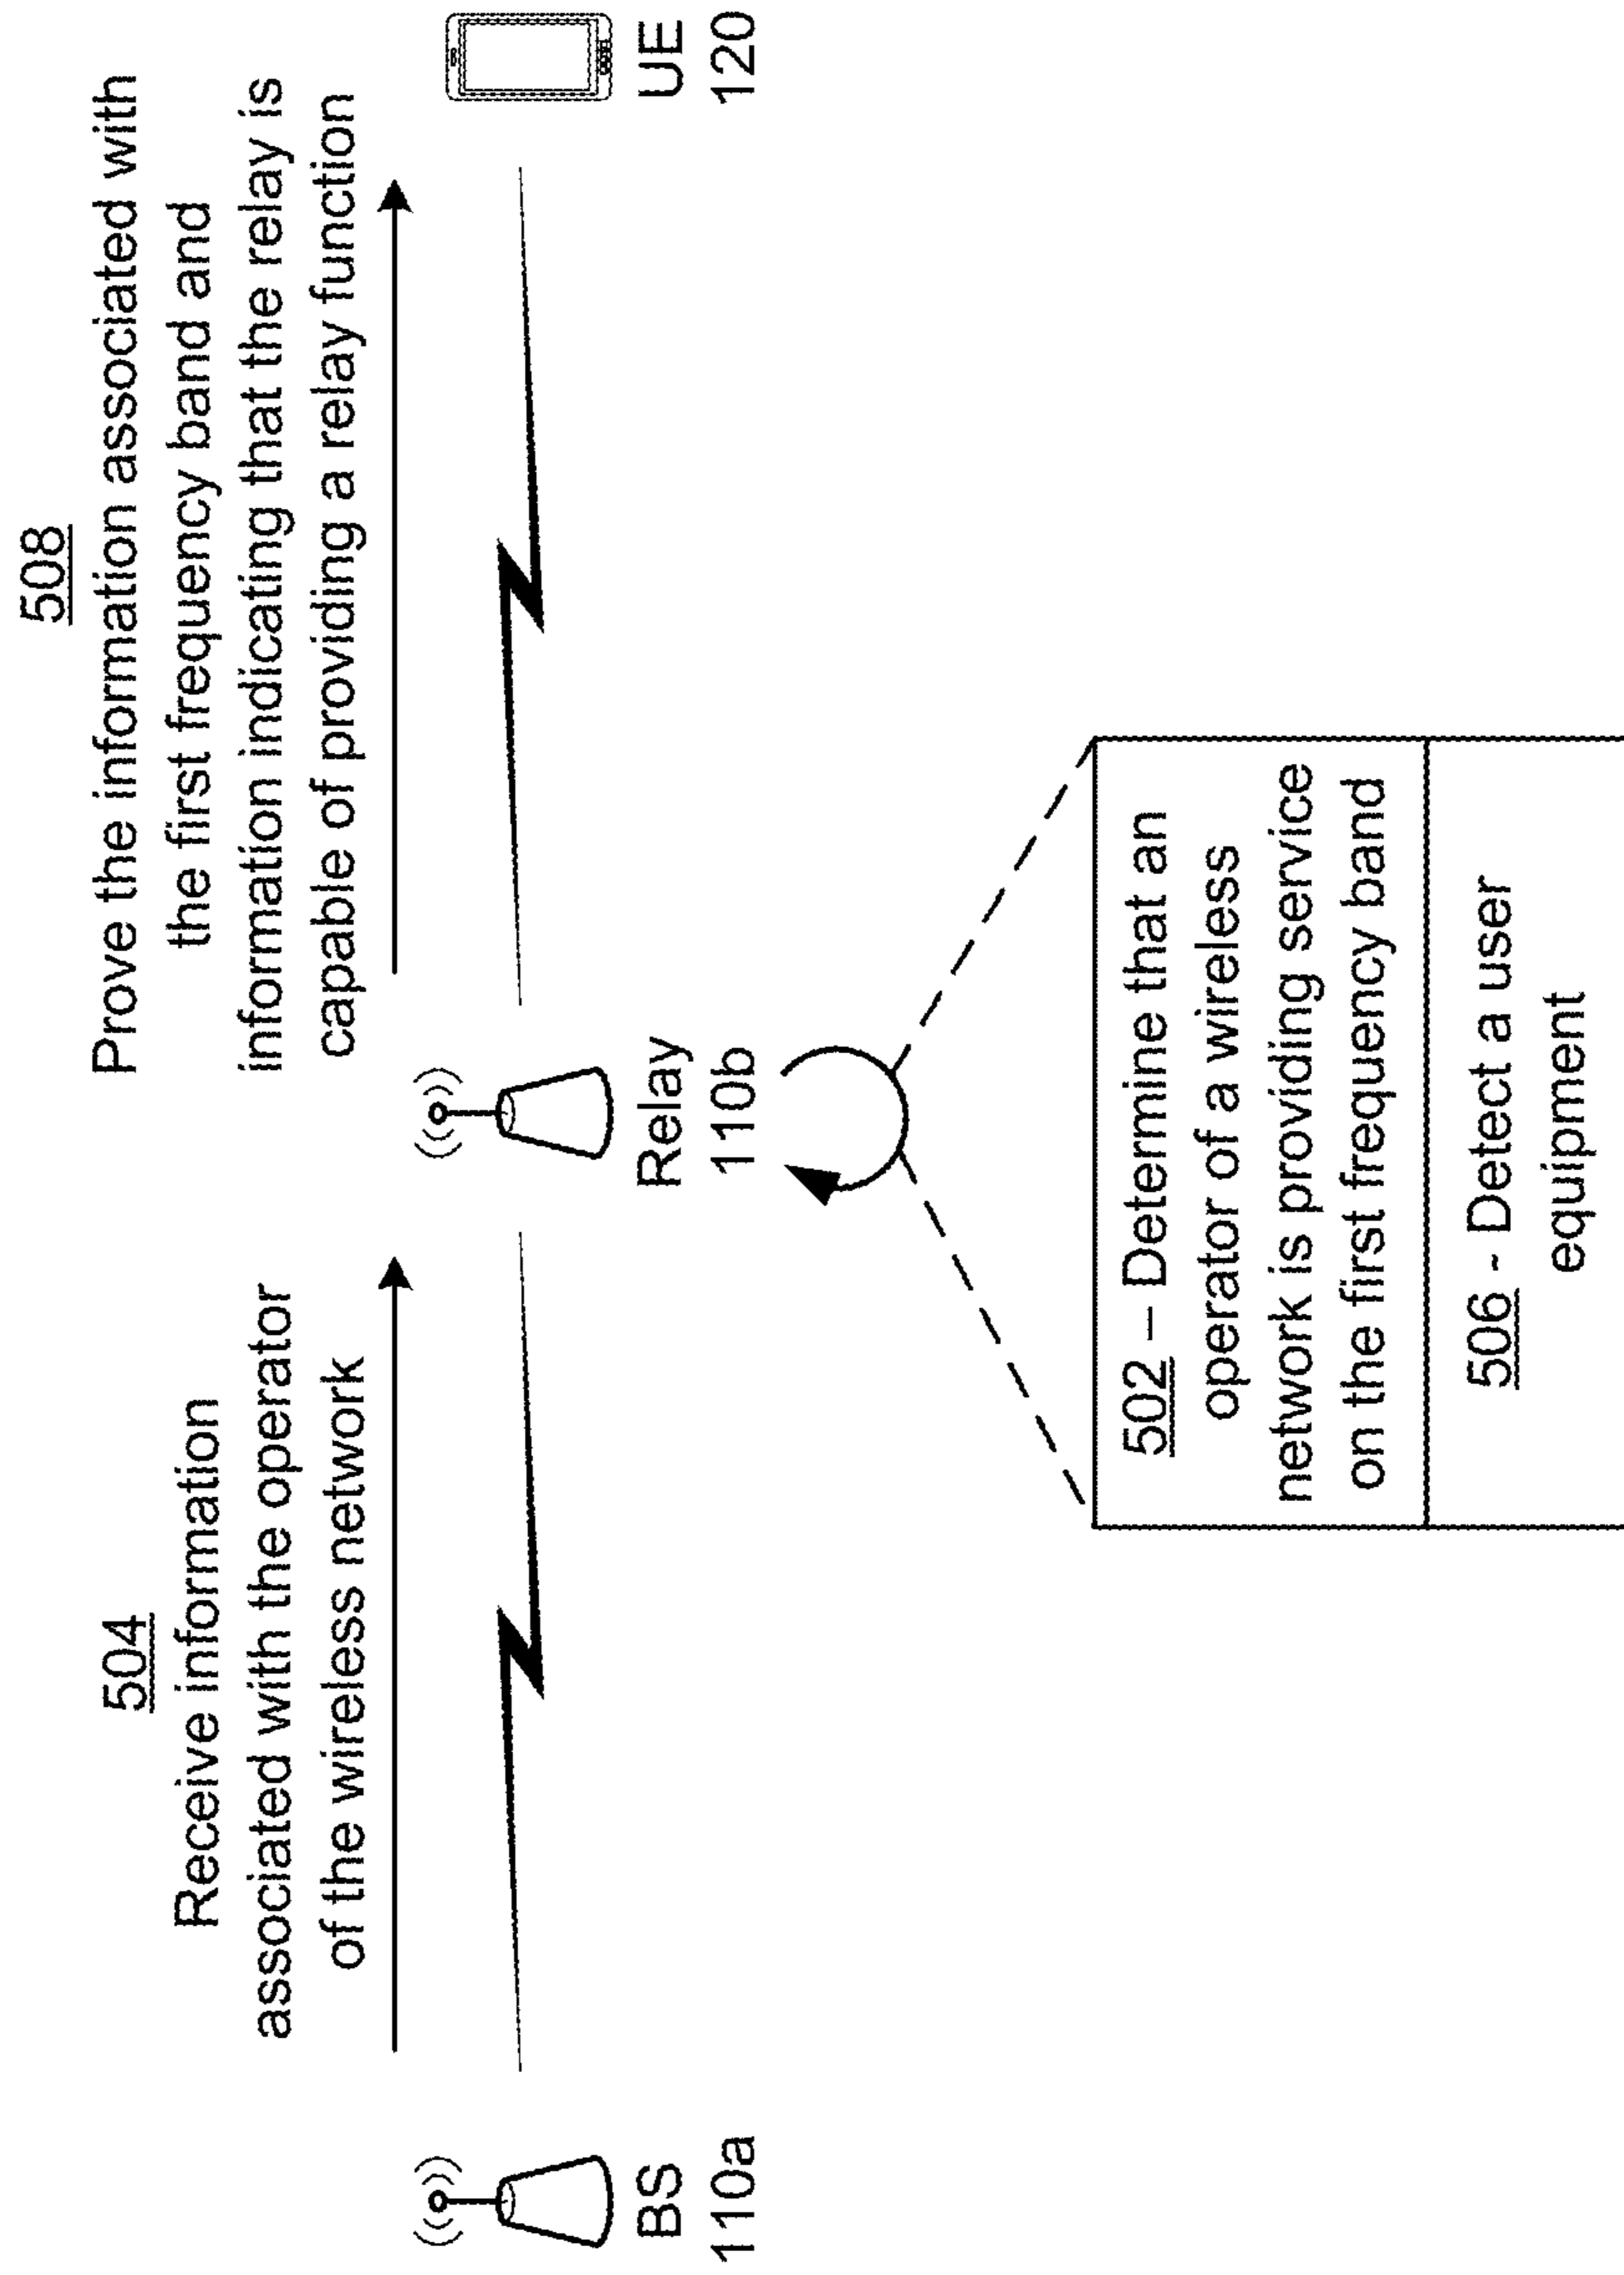 504
Receive information
associated with the operator
of the wireless network
508
Prove the information associated with
the first frequency band and
information indicating that the relay is
capable of providing a relay function
BS
110a
Relay
110b
UE
120
502 – Determine that an
operator of a wireless
network is providing service
on the first frequency band
506 - Detect a user
equipment